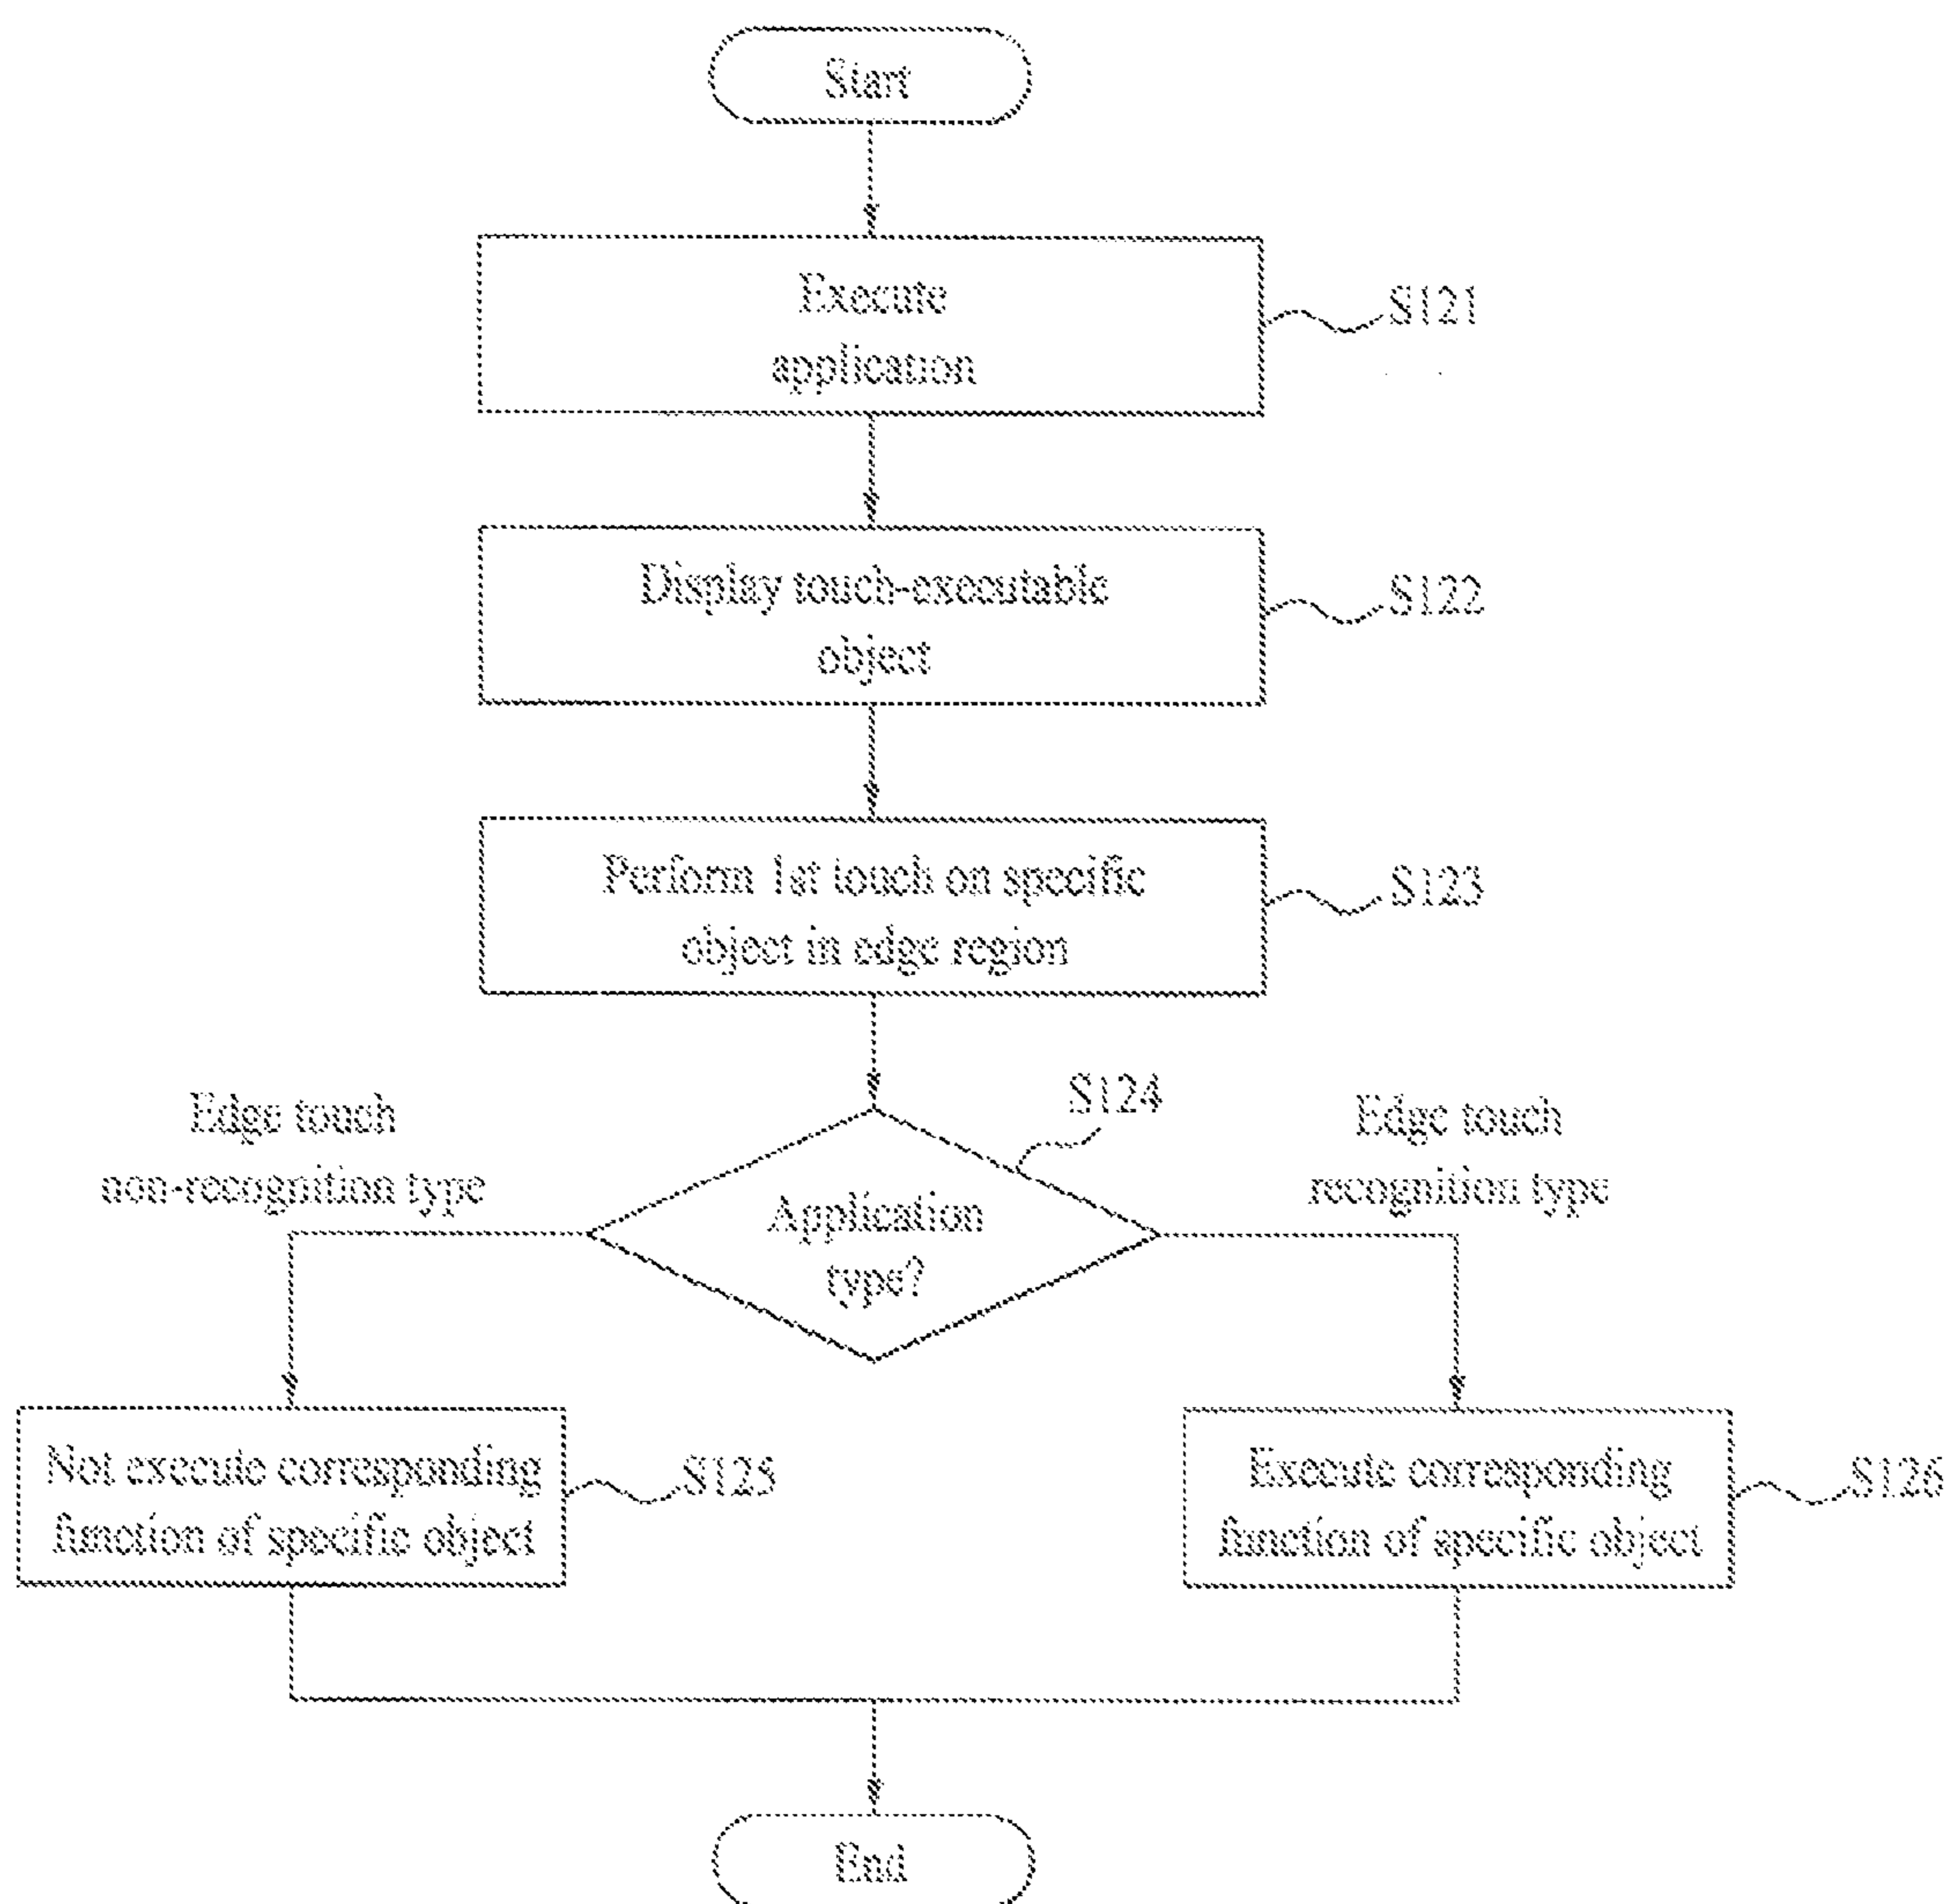 Start
Execute
application
S121
Display touch-executable
object
S122
Perform 1st touch on specific
object in edge region
S123
S124
Edge touch
non-recognition type
Edge touch
recognition type
Application
type?
Not execute corresponding
function of specific object
S125
Execute corresponding
function of specific object
S126
End